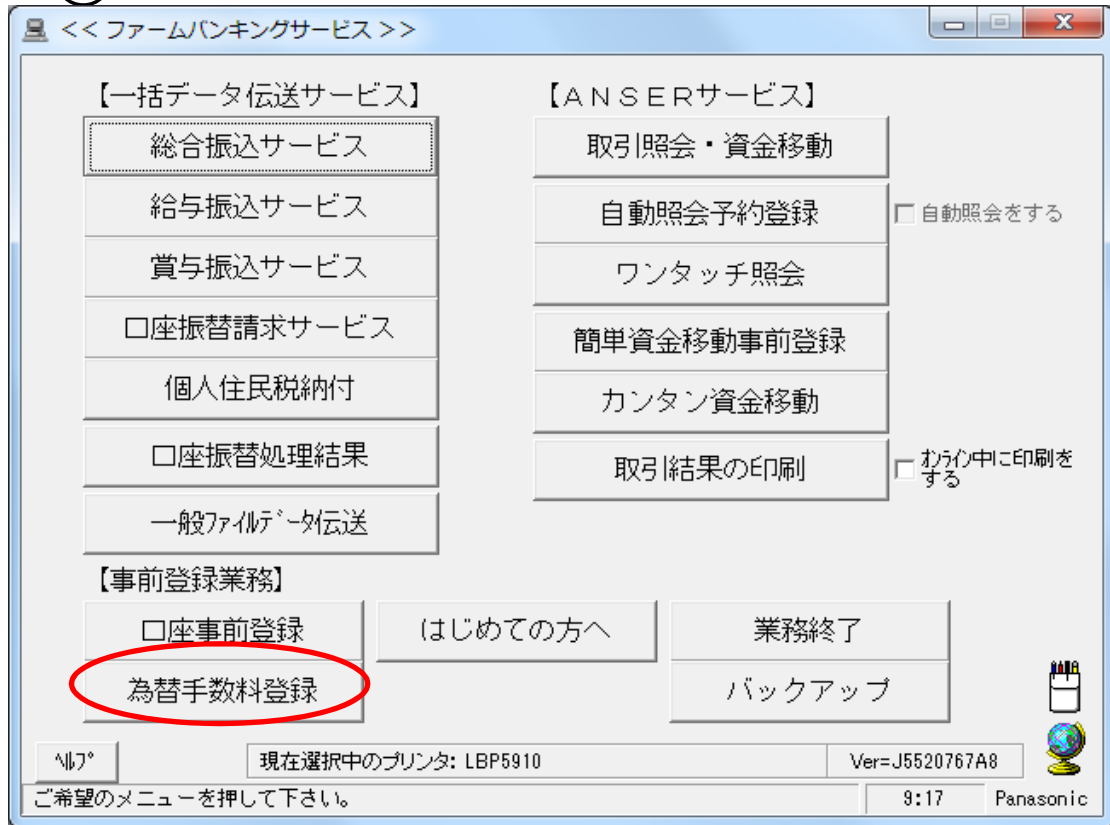 << ファームバンキングサービス >>
【一括データ伝送サービス】
総合振込サービス
給与振込サービス
賞与振込サービス
口座振替請求サービス
個人住民税納付
口座振替処理結果
一般ﾌｧｲﾙﾃﾞｰﾀ伝送
【ＡＮＳＥＲサービス】
取引照会・資金移動
自動照会予約登録
自動照会をする
ワンタッチ照会
簡単資金移動事前登録
カンタン資金移動
取引結果の印刷
ｵﾝﾗｲﾝ中に印刷を
する
【事前登録業務】
口座事前登録
はじめての方へ
業務終了
為替手数料登録
バックアップ
ﾍﾙﾌﾟ
現在選択中のプリンタ: LBP5910
Ver=J5520767A8
ご希望のメニューを押して下さい。
9:17
Panasonic